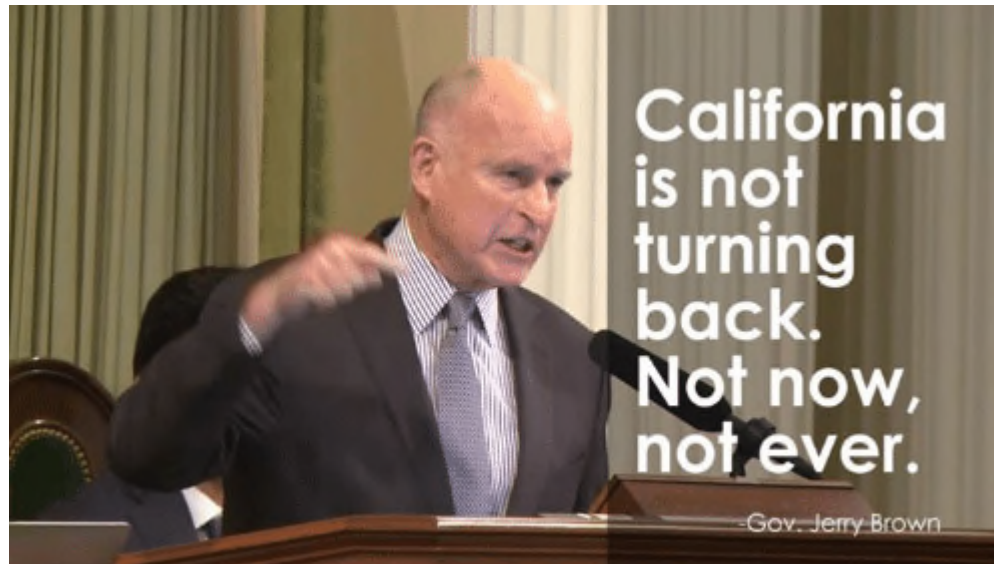 California
is not
turning
back.
Not now,
not ever.
-Gov. Jerry Brown